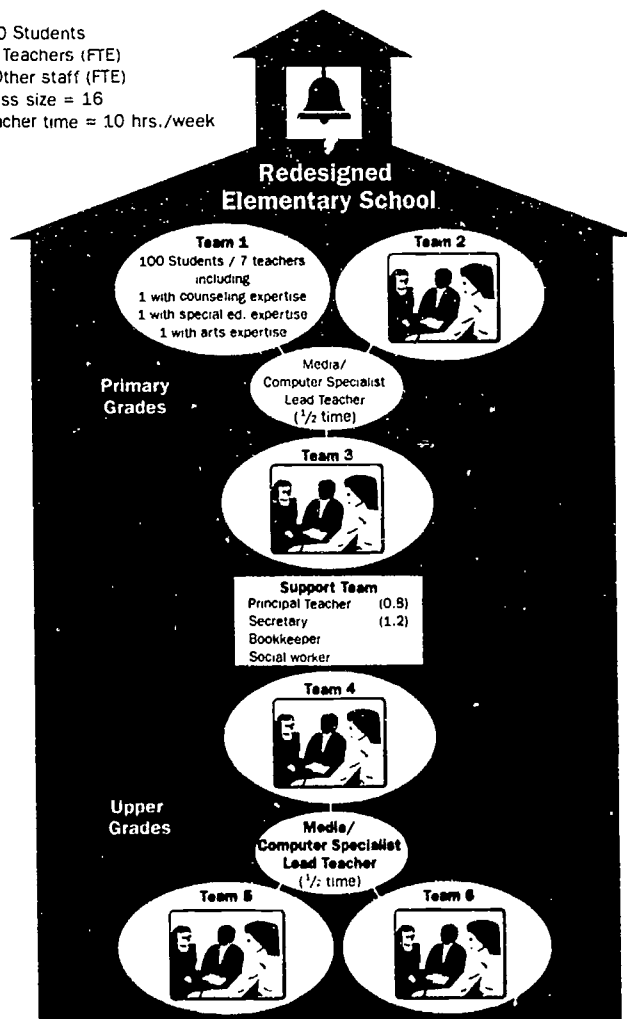 0 Students
Teachers (FTE)
Other staff (FTE)
ss size = 16
cher time = 10 hrs./week
Redesigned
Elementary School
Team 1
100 Students / 7 teachers
including
1 with counseling expertise
1 with special ed. expertise
1 with arts expertise
Team 2
Media/
Computer Specialist
Lead Teacher
(1/2 time)
Primary
Grades
Team 3
Support Team
Principal Teacher (0.8)
Secretary (1.2)
Bookkeeper
Social worker
Team 4
Upper
Grades
Media/
Computer Specialist
Lead Teacher
(1/2 time)
Team 5
Team 6